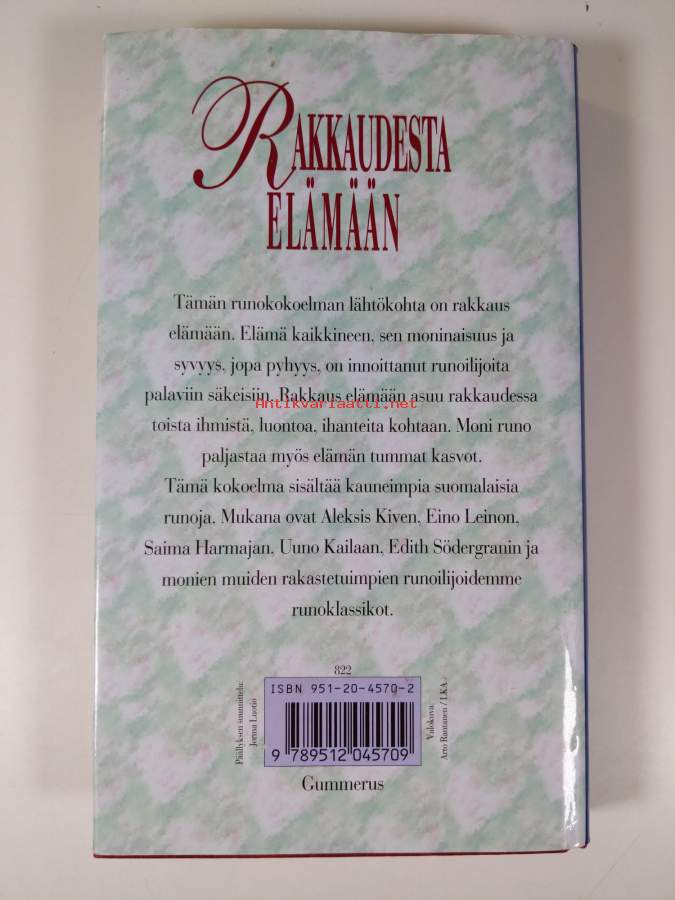 RAKKAUDESTA
ELÄMÄÄN
Tämän runokokoelman lähtökohta on rakkaus
elämään. Elämä kaikkineen, sen moninaisuus ja
syvyys, jopa pyhyys, on innoittanut runoilijoita
palaviin säkeisiin. Rakkaus elämään asuu rakkaudessa
Antikvariaatti.net
toista ihmistä, luontoa, ihanteita kohtaan. Moni runo
paljastaa myös elämän tummat kasvot.
Tämä kokoelma sisältää kauneimpia suomalaisia
runoja. Mukana ovat Aleksis Kiven, Eino Leinon,
Saima Harmajan, Uuno Kailaan, Edith Södergranin ja
monien muiden rakastetuimpien runoilijoidemme
runoklassikot.
822
ISBN 951-20-4570-2
9 789512 045709
Päällyksen suunnittelu:
Jorma Luotio
Valokuva:
Arto Rantanen / LKA.
Gummerus